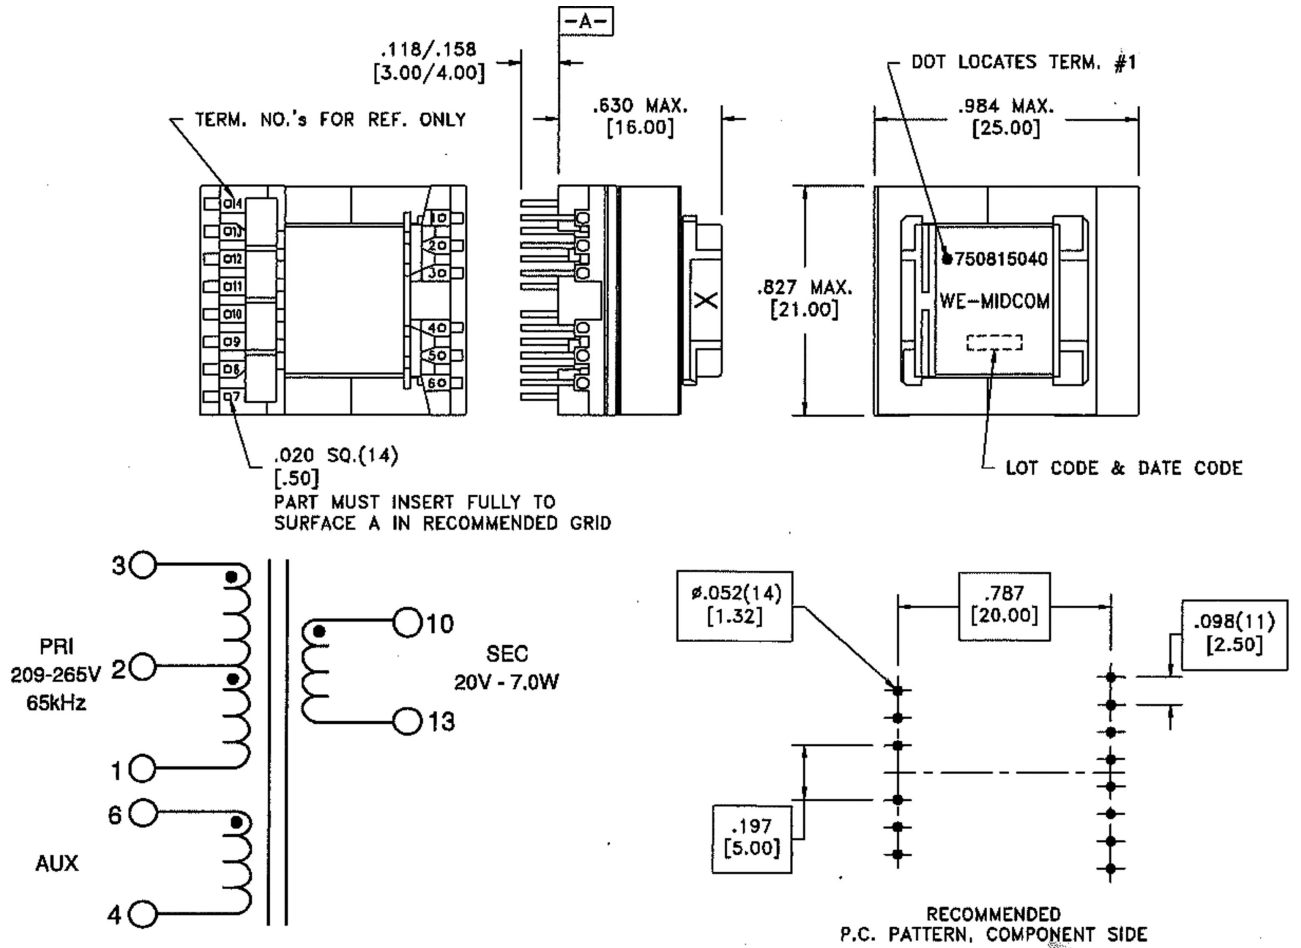 -A-
.118/.158
[3.00/4.00]
DOT LOCATES TERM. #1
.630 MAX.
[16.00]
.984 MAX.
[25.00]
TERM. NO.'s FOR REF. ONLY
14
13
12
11
10
9
8
7
1
2
3
4
5
6
X
.827 MAX.
[21.00]
750815040
WE-MIDCOM
LOT CODE & DATE CODE
.020 SQ.(14)
[.50]
PART MUST INSERT FULLY TO
SURFACE A IN RECOMMENDED GRID
3
PRI
209-265V
65kHz
2
1
6
AUX
4
10
SEC
20V - 7.0W
13
ø.052(14)
[1.32]
.787
[20.00]
.098(11)
[2.50]
.197
[5.00]
RECOMMENDED
P.C. PATTERN, COMPONENT SIDE